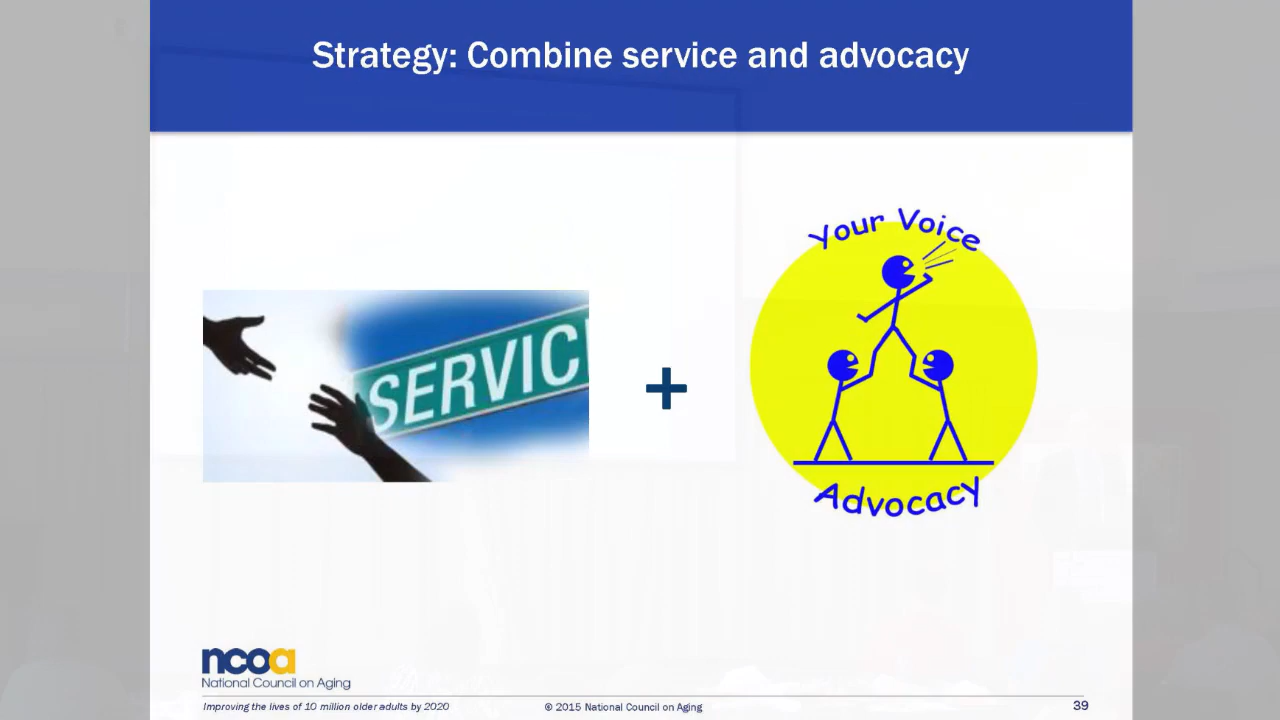 Strategy: Combine service and advocacy
SERVIC
+
Your Voice
Advocacy
ncoa
National Council on Aging
Improving the lives of 10 million older adults by 2020
© 2015 National Council on Aging
39